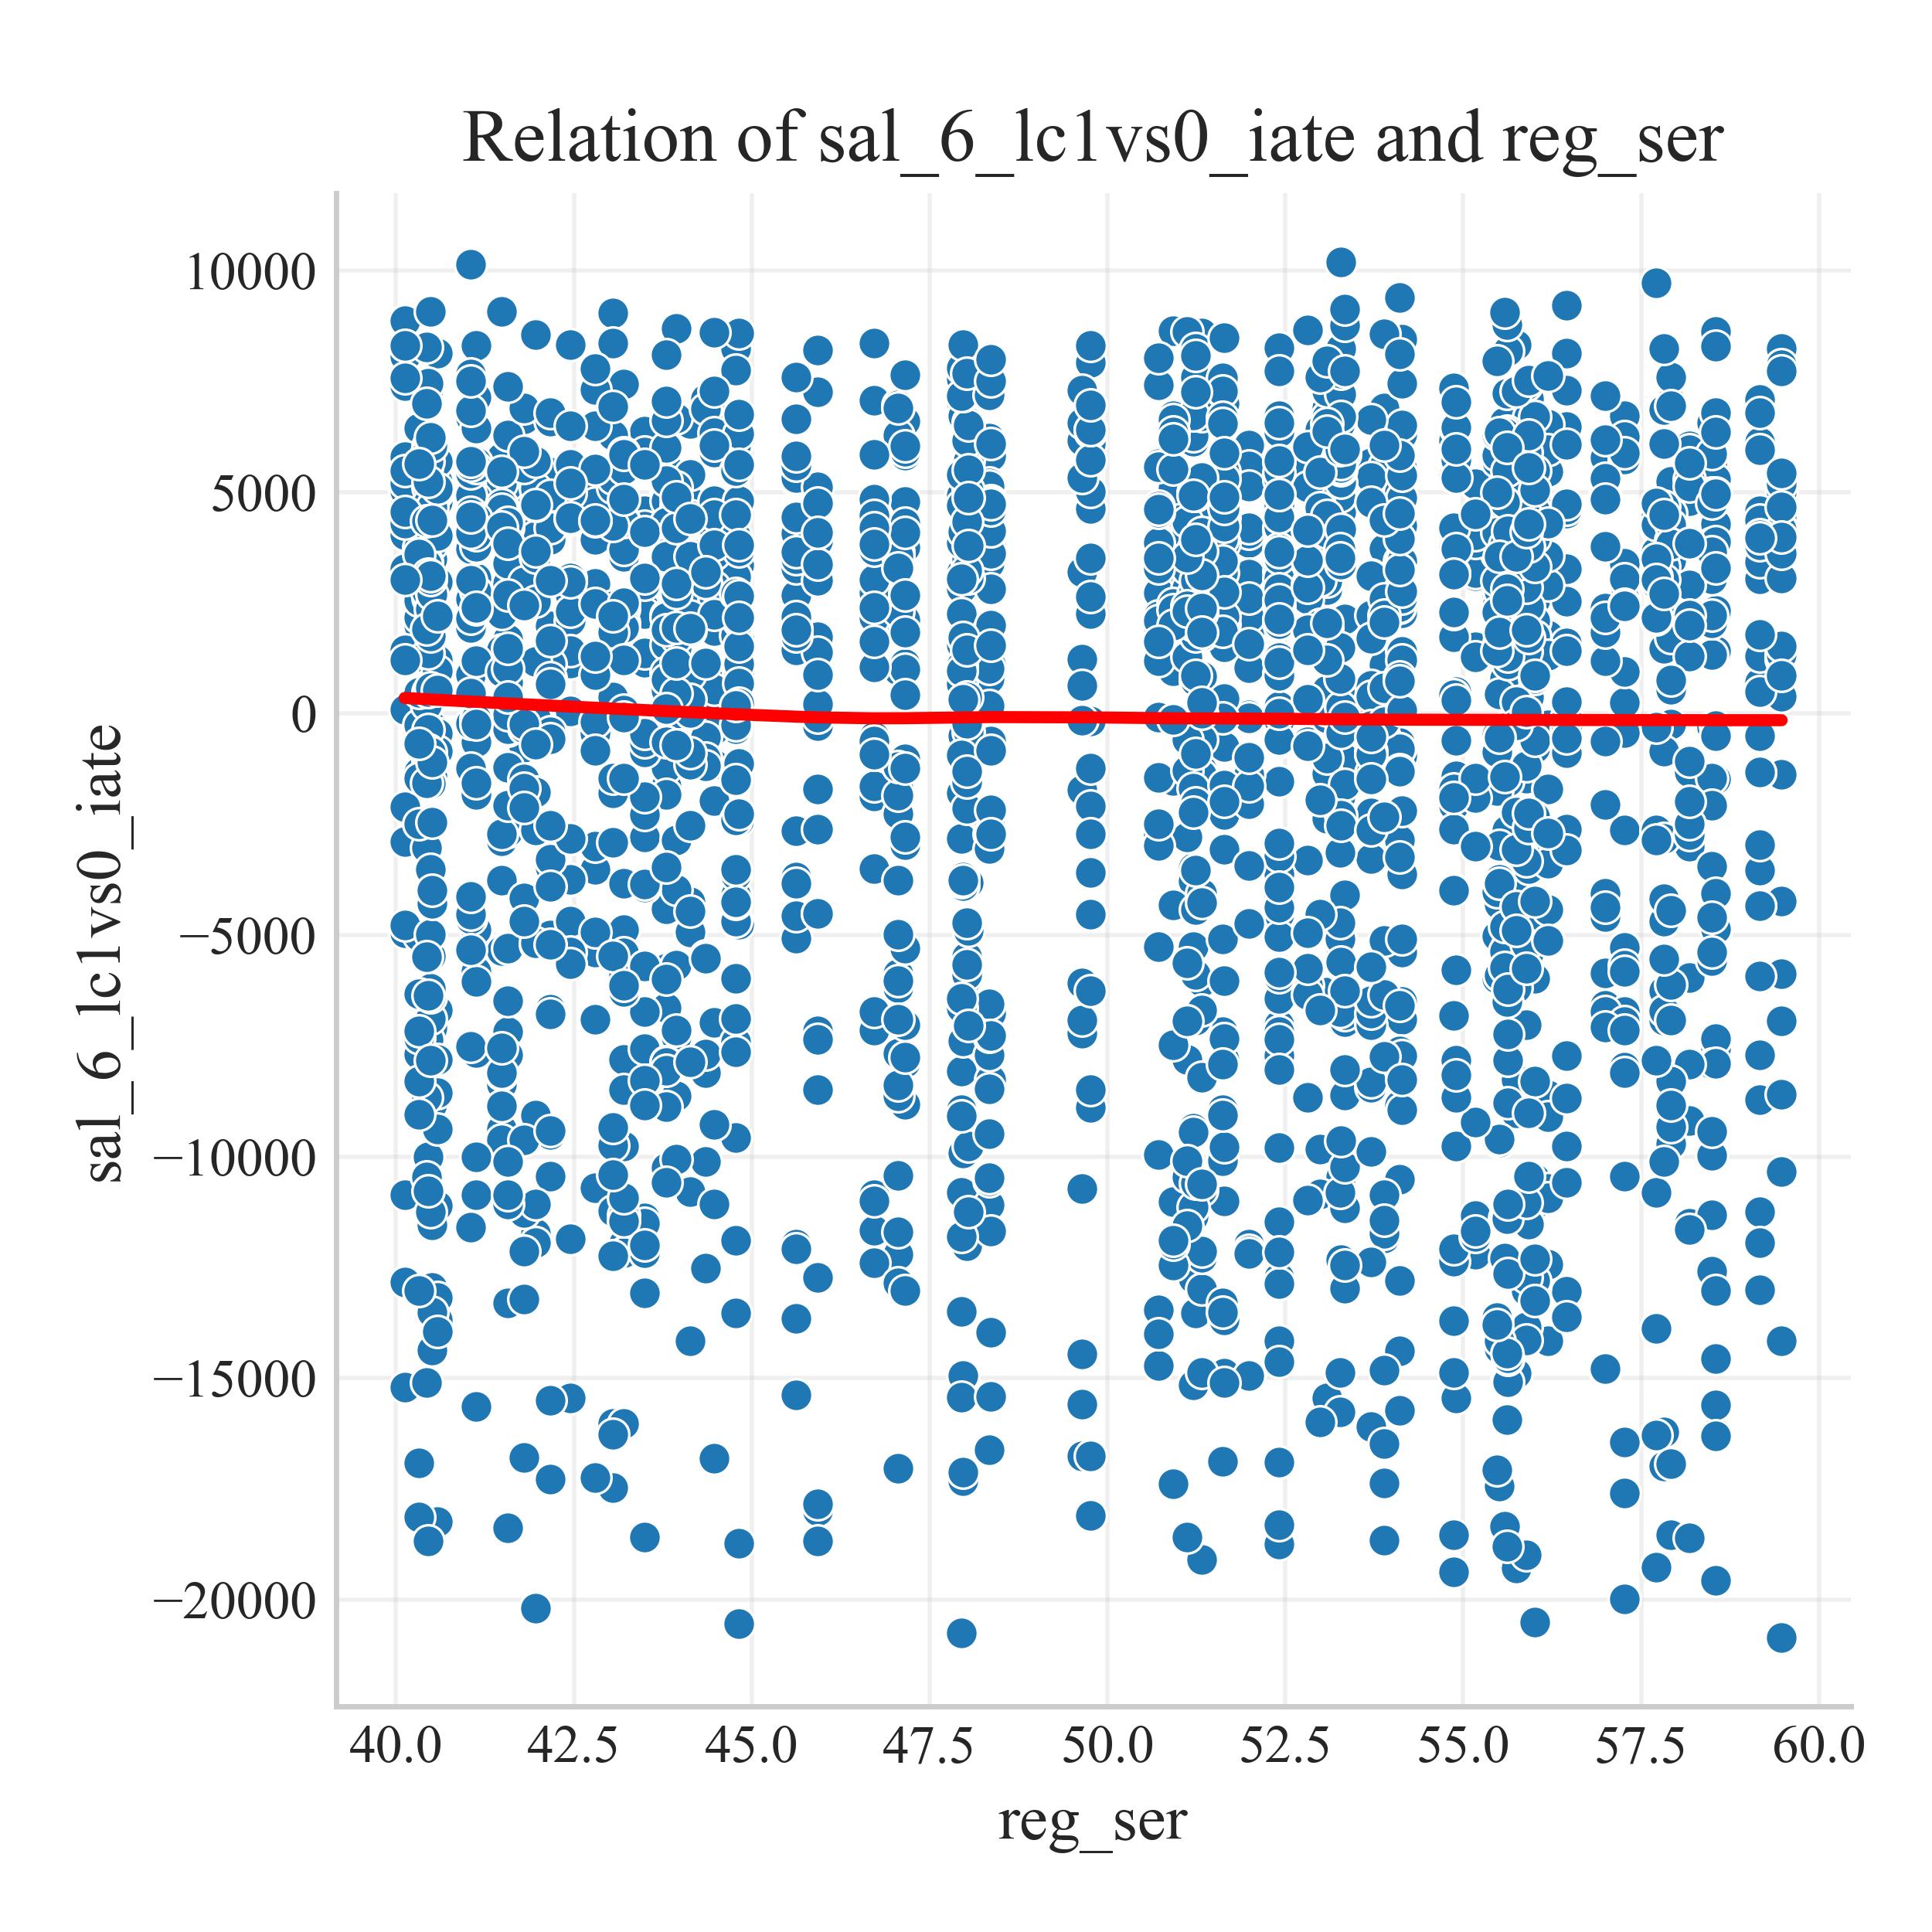 Relation of sal_6_lc1vs0_iate and reg_ser
sal_6_lc1vs0_iate
10000
5000
0
−5000
−10000
−15000
−20000
40.0 42.5 45.0 47.5 50.0 52.5 55.0 57.5 60.0
reg_ser